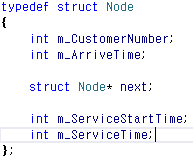 typedef struct Node
{
int m_CustomerNumber;
int m_ArriveTime;
struct Node* next;
int m_ServiceStartTime;
int m_ServiceTime;
};